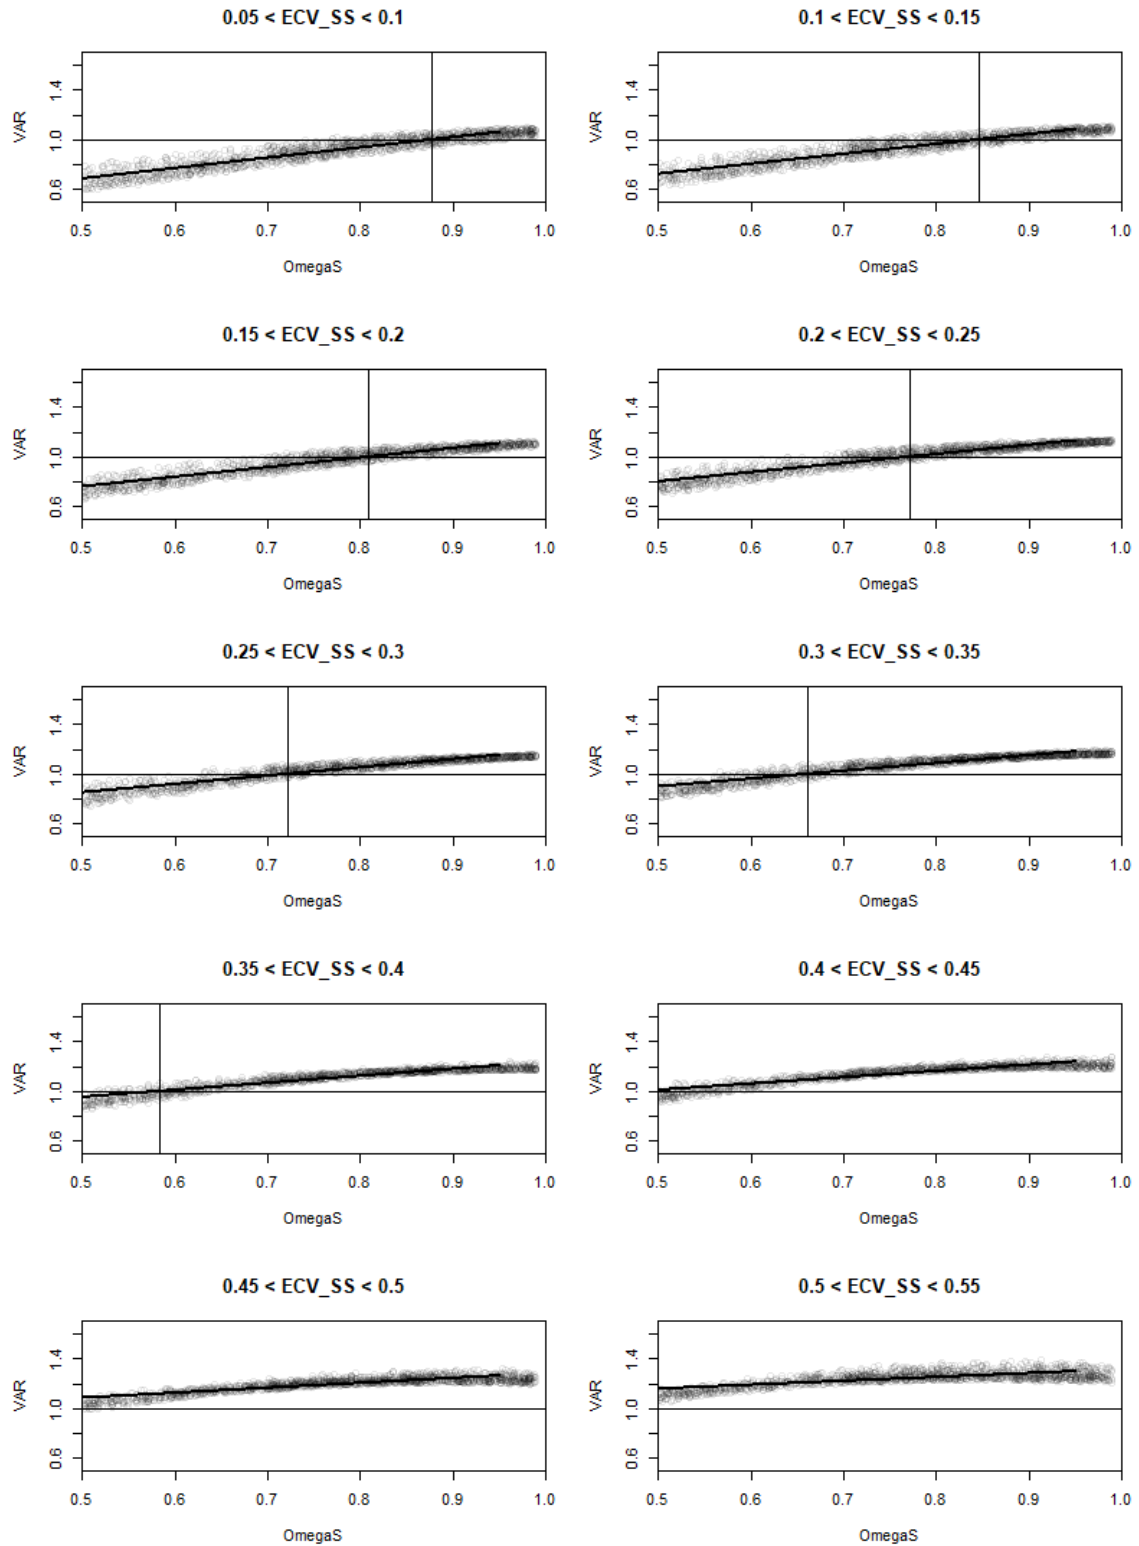 0.05 < ECV_SS < 0.1
VAR
0.6 1.0 1.4
0.5 0.6 0.7 0.8 0.9 1.0
OmegaS
0.1 < ECV_SS < 0.15
VAR
0.6 1.0 1.4
0.5 0.6 0.7 0.8 0.9 1.0
OmegaS
0.15 < ECV_SS < 0.2
VAR
0.6 1.0 1.4
0.5 0.6 0.7 0.8 0.9 1.0
OmegaS
0.2 < ECV_SS < 0.25
VAR
0.6 1.0 1.4
0.5 0.6 0.7 0.8 0.9 1.0
OmegaS
0.25 < ECV_SS < 0.3
VAR
0.6 1.0 1.4
0.5 0.6 0.7 0.8 0.9 1.0
OmegaS
0.3 < ECV_SS < 0.35
VAR
0.6 1.0 1.4
0.5 0.6 0.7 0.8 0.9 1.0
OmegaS
0.35 < ECV_SS < 0.4
VAR
0.6 1.0 1.4
0.5 0.6 0.7 0.8 0.9 1.0
OmegaS
0.4 < ECV_SS < 0.45
VAR
0.6 1.0 1.4
0.5 0.6 0.7 0.8 0.9 1.0
OmegaS
0.45 < ECV_SS < 0.5
VAR
0.6 1.0 1.4
0.5 0.6 0.7 0.8 0.9 1.0
OmegaS
0.5 < ECV_SS < 0.55
VAR
0.6 1.0 1.4
0.5 0.6 0.7 0.8 0.9 1.0
OmegaS